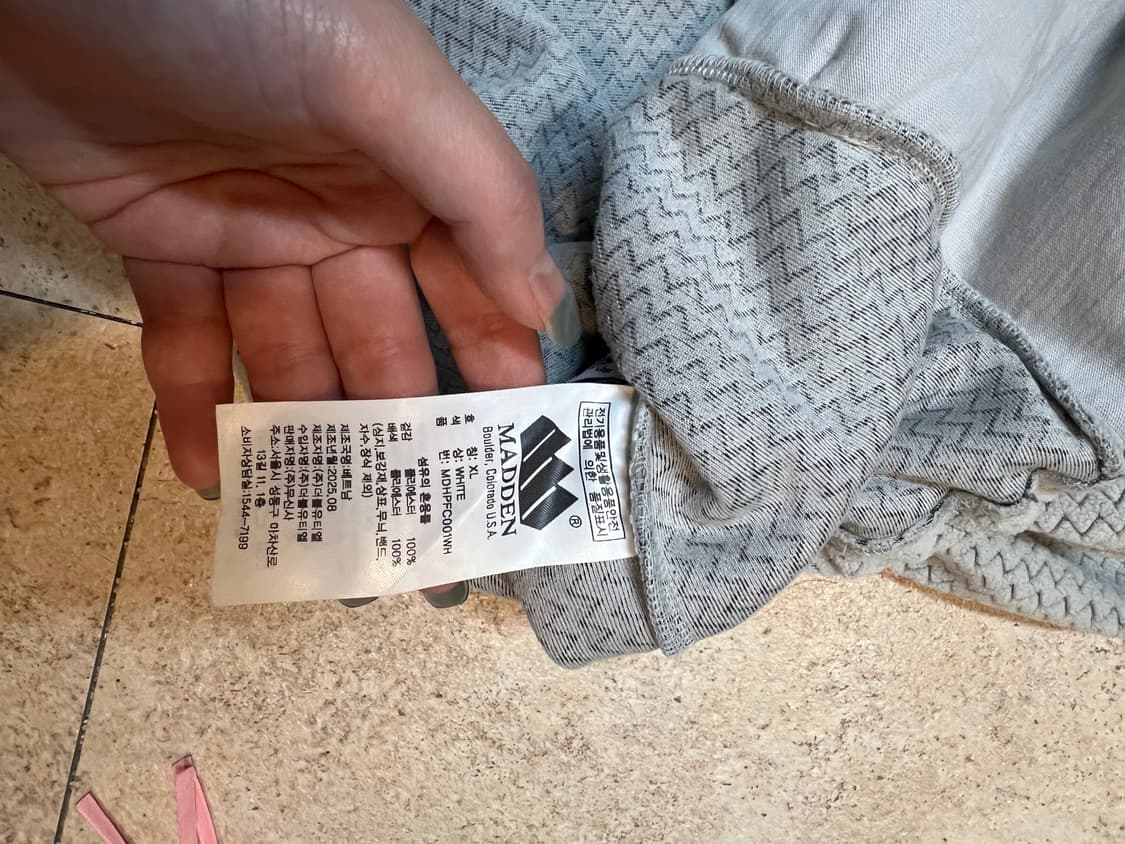 전기용품및생활용품안전
관리법에 의한 품질표시
®
MADDEN
Boulder, Colorado U.S.A.
호 칭: XL
색 상: WHITE
품 번: MDHPFC001WH
섬유의 혼용률
겉감 폴리에스터 100%
배색 폴리에스터 100%
(심지,보강재,상표,무늬,밴드,
자수,장식 제외)
제조국명:베트남
제조년월:2025.08
제조자명:(주)더블유티엘
수입자명:(주)더블유티엘
판매자명:(주)무신사
주소:서울시 성동구 아차산로
13길 11, 1층
소비자상담실:1544-7199